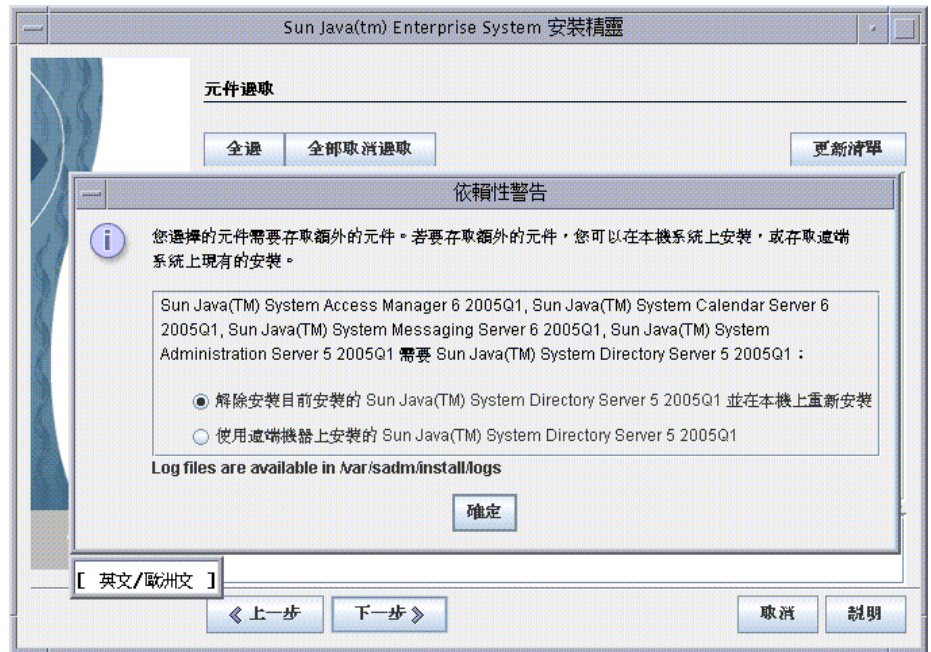 Sun Java(tm) Enterprise System 安裝精靈
元件選取
全選
全部取消選取
更新清單
依賴性警告
您選擇的元件需要存取額外的元件。若要存取額外的元件，您可以在本機系統上安裝，或存取遠端
系統上現有的安裝。
Sun Java(TM) System Access Manager 6 2005Q1, Sun Java(TM) System Calendar Server 6
2005Q1, Sun Java(TM) System Messaging Server 6 2005Q1, Sun Java(TM) System
Administration Server 5 2005Q1 需要 Sun Java(TM) System Directory Server 5 2005Q1：
解除安裝目前安裝的 Sun Java(TM) System Directory Server 5 2005Q1 並在本機上重新安裝
使用遠端機器上安裝的 Sun Java(TM) System Directory Server 5 2005Q1
Log files are available in /var/sadm/install/logs
確定
[ 英文/歐洲文 ]
《 上一步
下一步 》
取消
說明